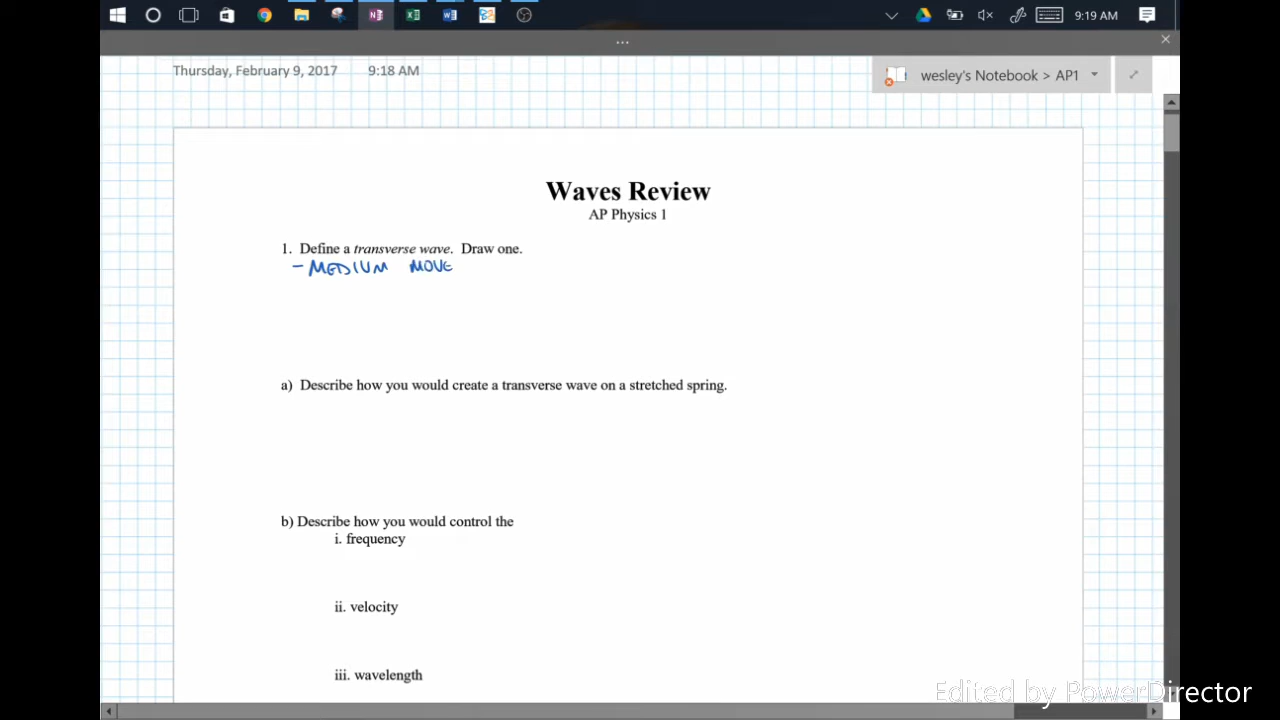 9:19 AM
...
Thursday, February 9, 2017 9:18 AM
wesley's Notebook > AP1
Waves Review
AP Physics 1
1. Define a transverse wave. Draw one.
- MEDIUM MOVE
a) Describe how you would create a transverse wave on a stretched spring.
b) Describe how you would control the
i. frequency
ii. velocity
iii. wavelength
Edited by PowerDirector